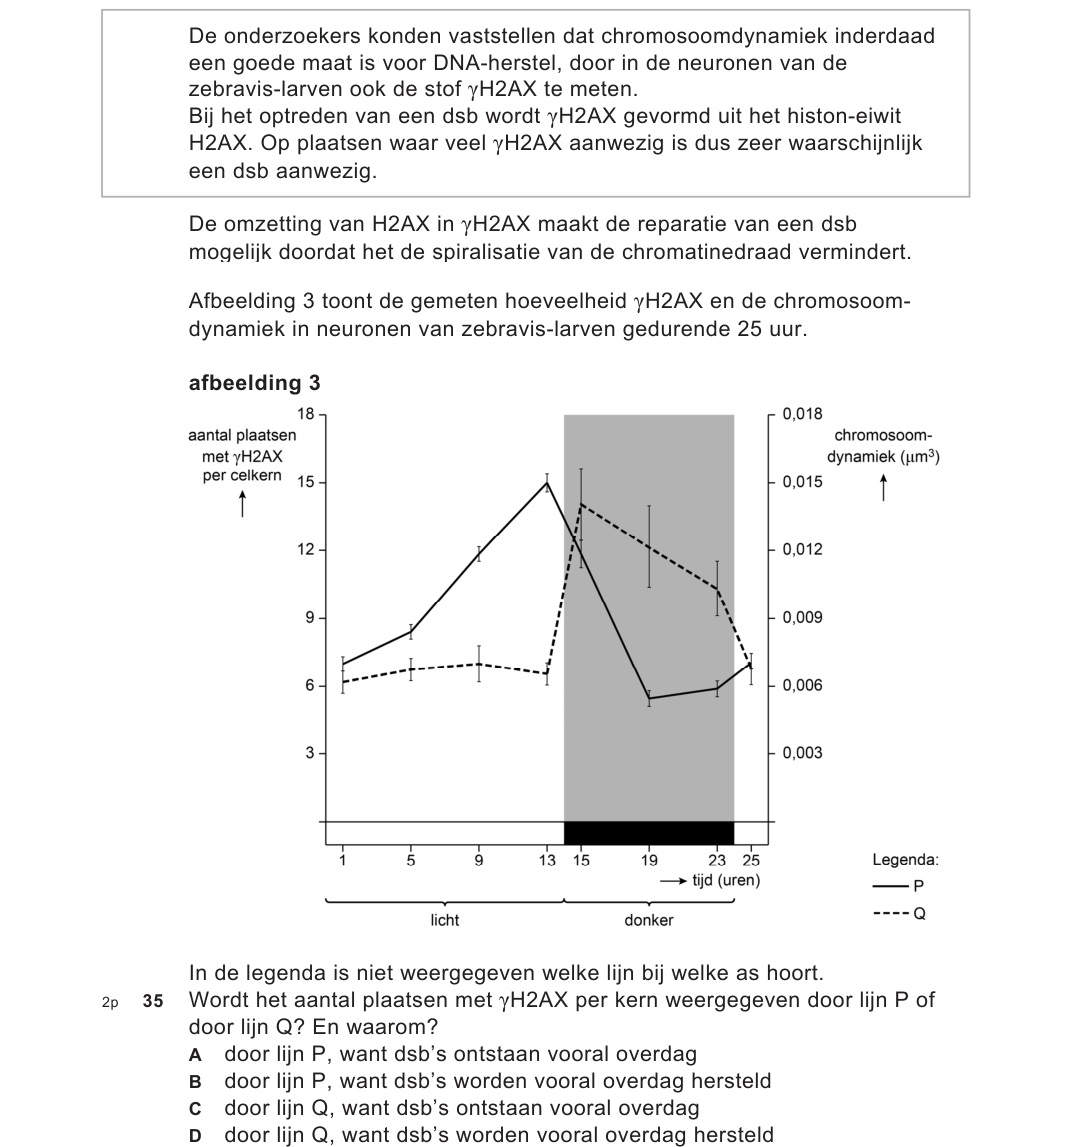 De onderzoekers konden vaststellen dat chromosoomdynamiek inderdaad
een goede maat is voor DNA-herstel, door in de neuronen van de
zebravis-larven ook de stof γH2AX te meten.
Bij het optreden van een dsb wordt γH2AX gevormd uit het histon-eiwit
H2AX. Op plaatsen waar veel γH2AX aanwezig is dus zeer waarschijnlijk
een dsb aanwezig.
De omzetting van H2AX in γH2AX maakt de reparatie van een dsb
mogelijk doordat het de spiralisatie van de chromatinedraad vermindert.
Afbeelding 3 toont de gemeten hoeveelheid γH2AX en de chromosoom-
dynamiek in neuronen van zebravis-larven gedurende 25 uur.
afbeelding 3
aantal plaatsen
met γH2AX
per celkern
18
15
12
9
6
3
0,018
0,015
0,012
0,009
0,006
0,003
chromosoom-
dynamiek (μm³)
1 5 9 13 15 19 23 25
tijd (uren)
licht donker
Legenda:
P
Q
In de legenda is niet weergegeven welke lijn bij welke as hoort.
2p 35 Wordt het aantal plaatsen met γH2AX per kern weergegeven door lijn P of
door lijn Q? En waarom?
A door lijn P, want dsb's ontstaan vooral overdag
B door lijn P, want dsb's worden vooral overdag hersteld
C door lijn Q, want dsb's ontstaan vooral overdag
D door lijn Q, want dsb's worden vooral overdag hersteld